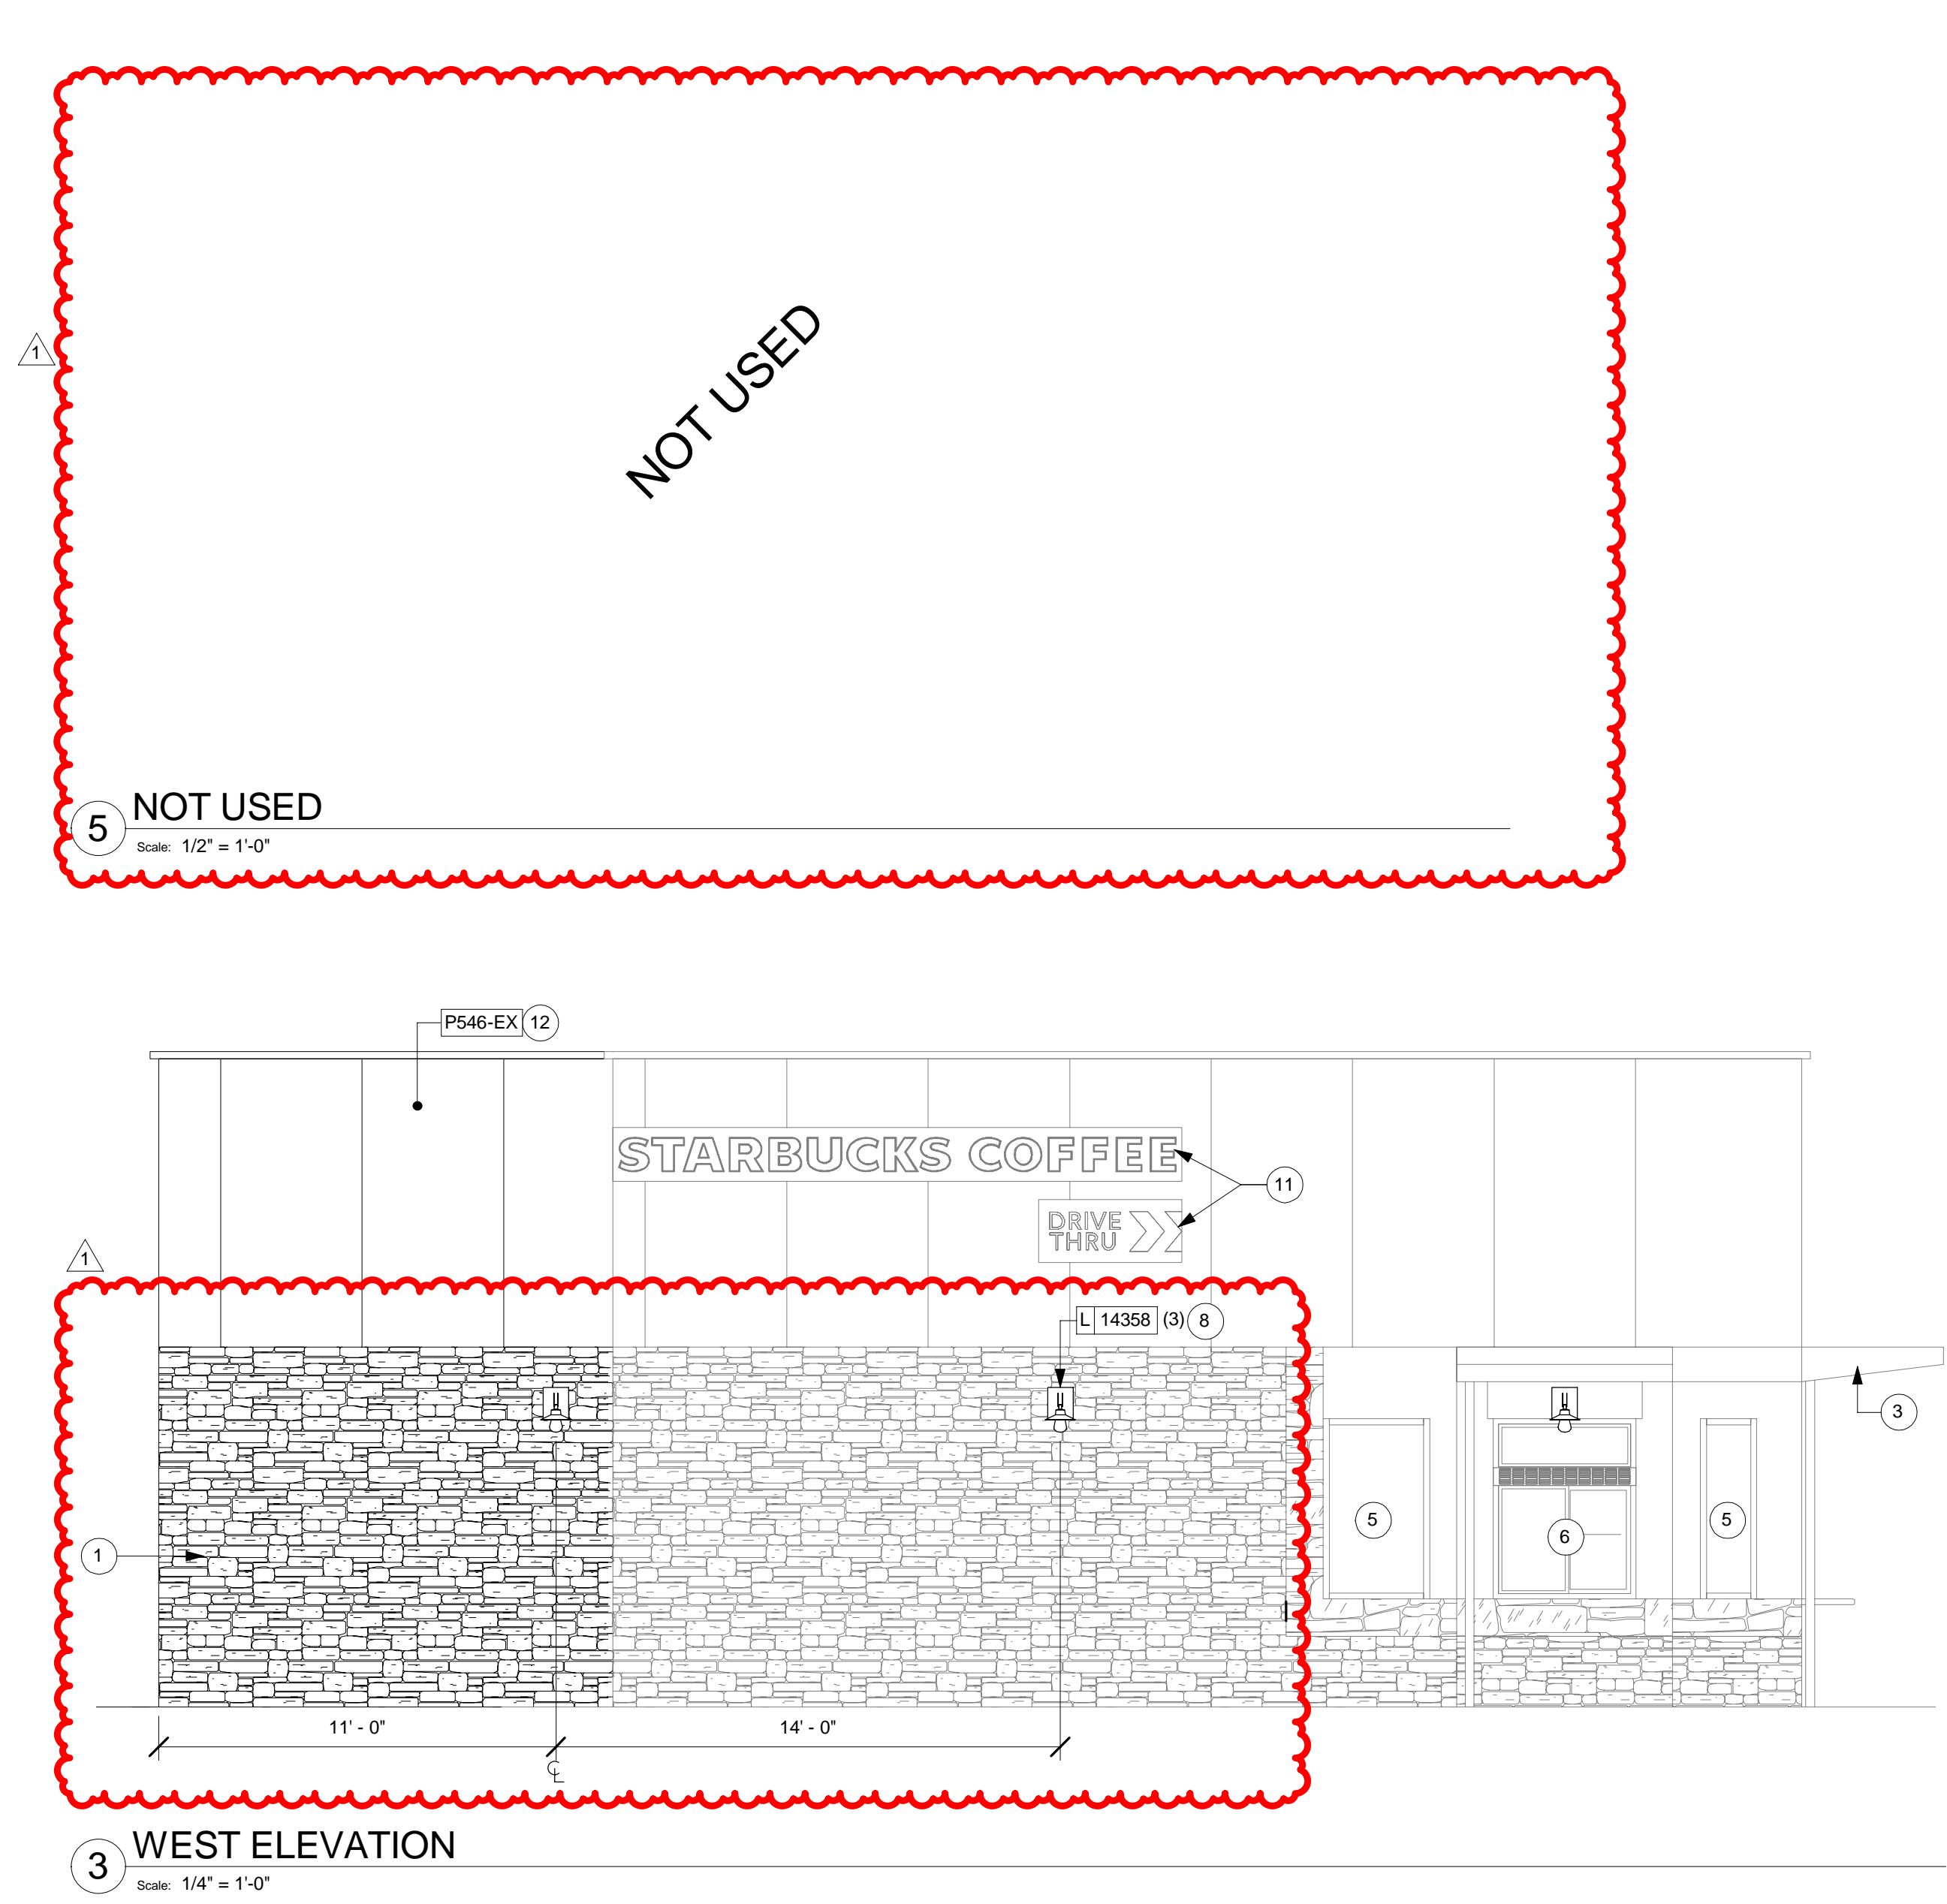 1
NOT USED
5
NOT USED
Scale: 1/2" = 1'-0"
P546-EX 12
STARBUCKS COFFEE
11
DRIVE
THRU
1
L 14358 (3) 8
3
5
6
5
1
11' - 0"
14' - 0"
CL
3
WEST ELEVATION
Scale: 1/4" = 1'-0"